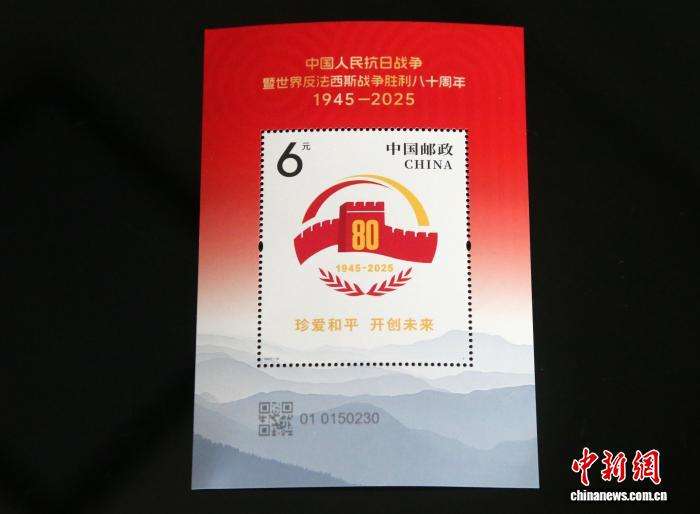 中国人民抗日战争
暨世界反法西斯战争胜利八十周年
1945-2025
6元
中国邮政
CHINA
80
1945-2025
珍爱和平 开创未来
01 0150230
中新网
chinanews.com